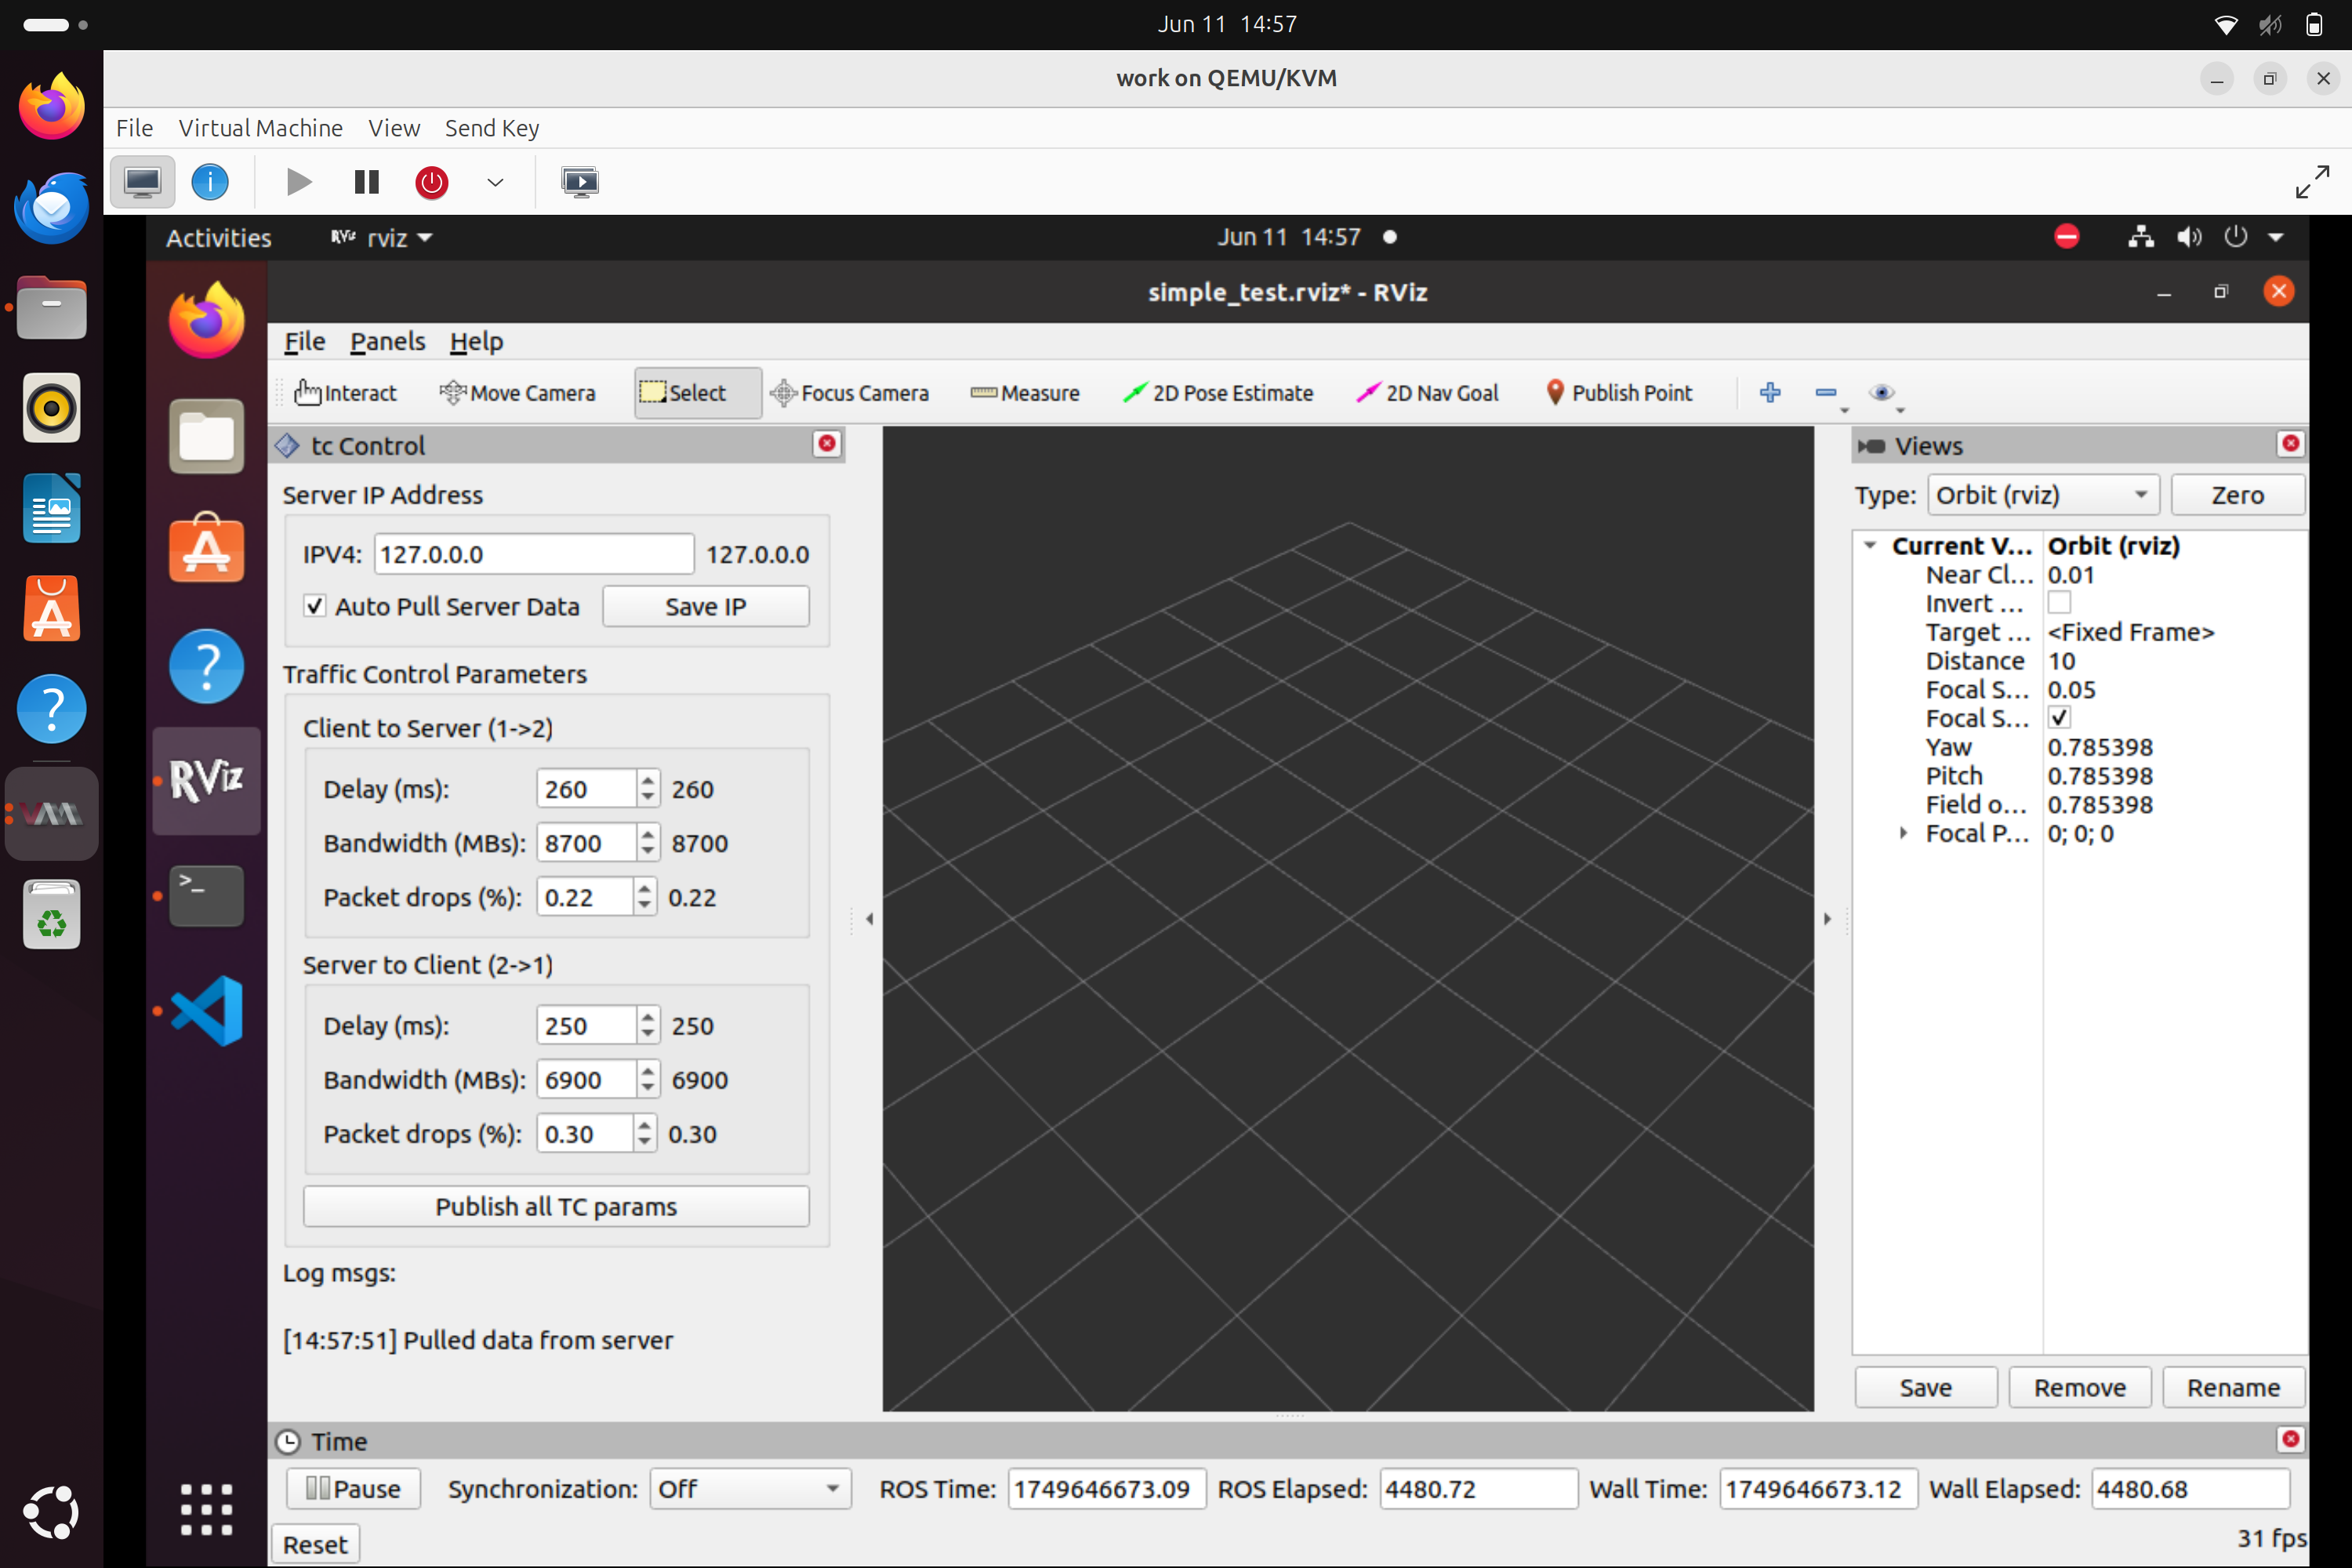 Jun 11 14:57
work on QEMU/KVM
File Virtual Machine View Send Key
Activities RViz rviz Jun 11 14:57
simple_test.rviz* - RViz
File Panels Help
Interact Move Camera Select Focus Camera Measure 2D Pose Estimate 2D Nav Goal Publish Point
tc Control
Server IP Address
IPV4: 127.0.0.0 127.0.0.0
Auto Pull Server Data Save IP
Traffic Control Parameters
Client to Server (1->2)
Delay (ms): 260 260
Bandwidth (MBs): 8700 8700
Packet drops (%): 0.22 0.22
Server to Client (2->1)
Delay (ms): 250 250
Bandwidth (MBs): 6900 6900
Packet drops (%): 0.30 0.30
Publish all TC params
Log msgs:
[14:57:51] Pulled data from server
Views
Type: Orbit (rviz) Zero
Current V... Orbit (rviz)
Near Cl... 0.01
Invert ...
Target ... <Fixed Frame>
Distance 10
Focal S... 0.05
Focal S...
Yaw 0.785398
Pitch 0.785398
Field o... 0.785398
Focal P... 0; 0; 0
Save Remove Rename
RViz
VM
Time
Pause Synchronization: Off ROS Time: 1749646673.09 ROS Elapsed: 4480.72 Wall Time: 1749646673.12 Wall Elapsed: 4480.68
Reset 31 fps